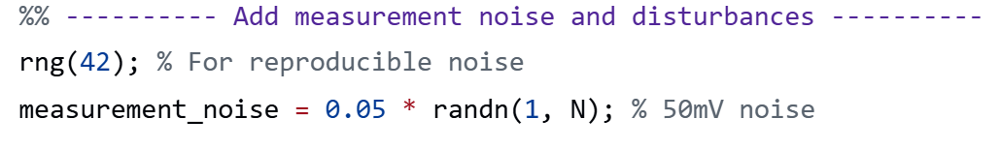 %% ---------- Add measurement noise and disturbances ----------
rng(42); % For reproducible noise
measurement_noise = 0.05 * randn(1, N); % 50mV noise